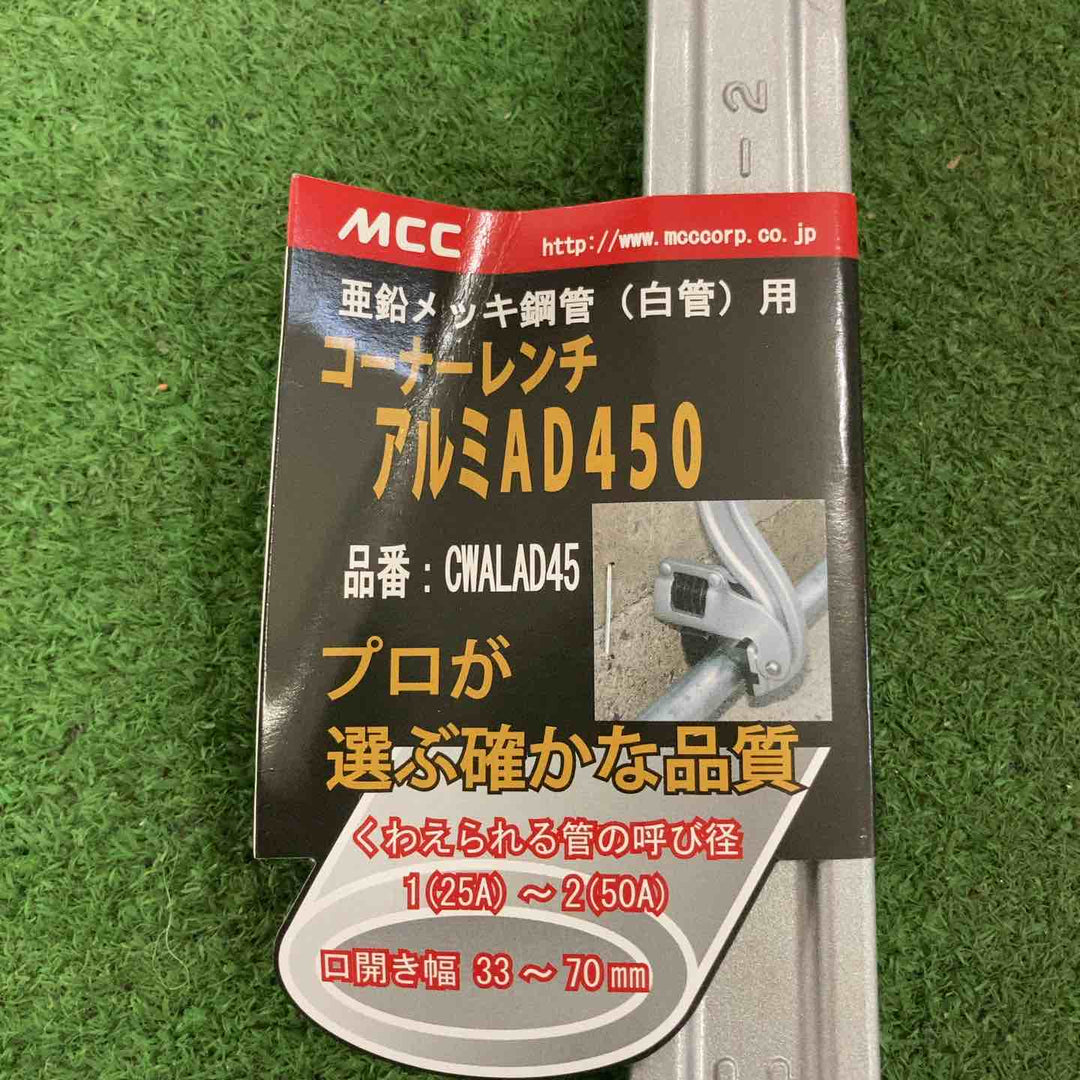 -2
MCC
http://www.mcccorp.co.jp
亜鉛メッキ鋼管（白管）用
コーナーレンチ
アルミAD450
品番：CWALAD45
プロが
選ぶ確かな品質
くわえられる管の呼び径
1(25A)～2(50A)
口開き幅 33～70mm